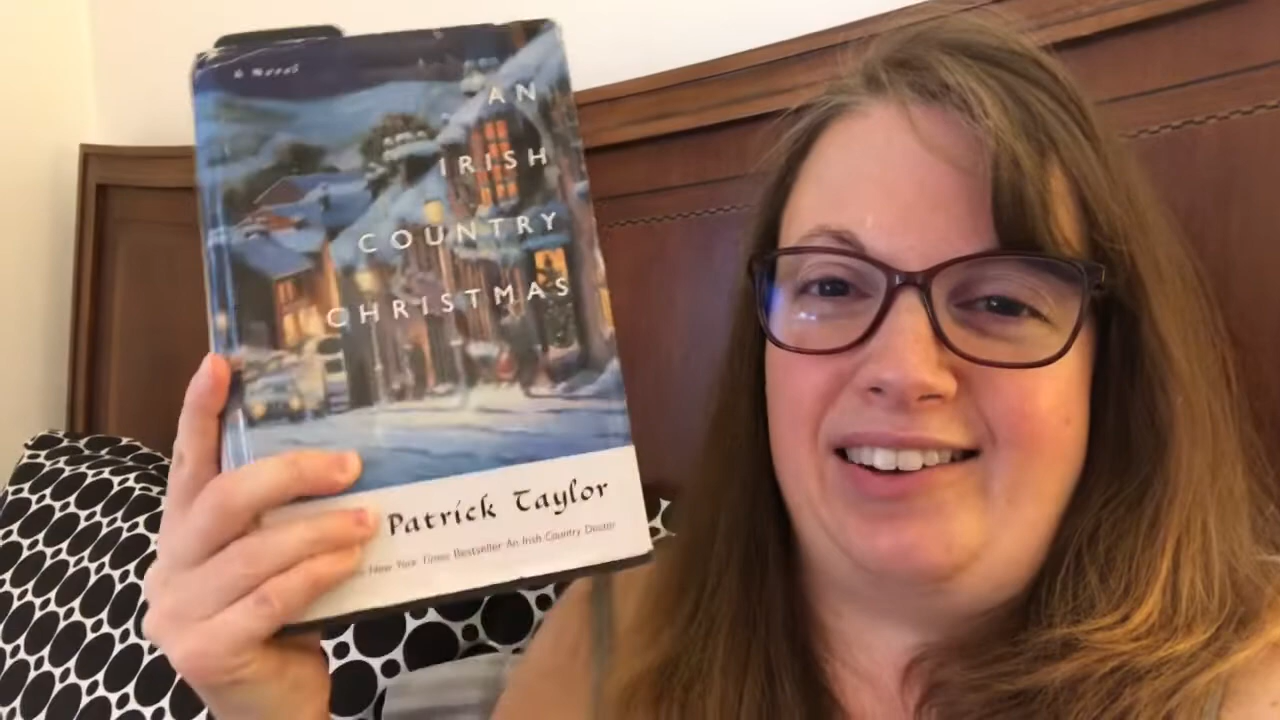 a novel
AN
IRISH
COUNTRY
CHRISTMAS
Patrick Taylor
New York Times Bestseller An Irish Country Doctor